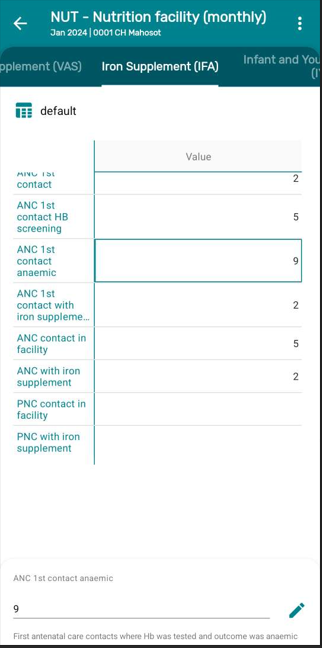 NUT - Nutrition facility (monthly)
Jan 2024 | 0001 CH Mahosot
pplement (VAS)
Iron Supplement (IFA)
Infant and You
(I
default
Value
ANC 1st
contact
2
ANC 1st
contact HB
screening
5
ANC 1st
contact
anaemic
9
ANC 1st
contact with
iron suppleme...
2
ANC contact in
facility
5
ANC with iron
supplement
2
PNC contact in
facility
PNC with iron
supplement
ANC 1st contact anaemic
9
First antenatal care contacts where Hb was tested and outcome was anaemic